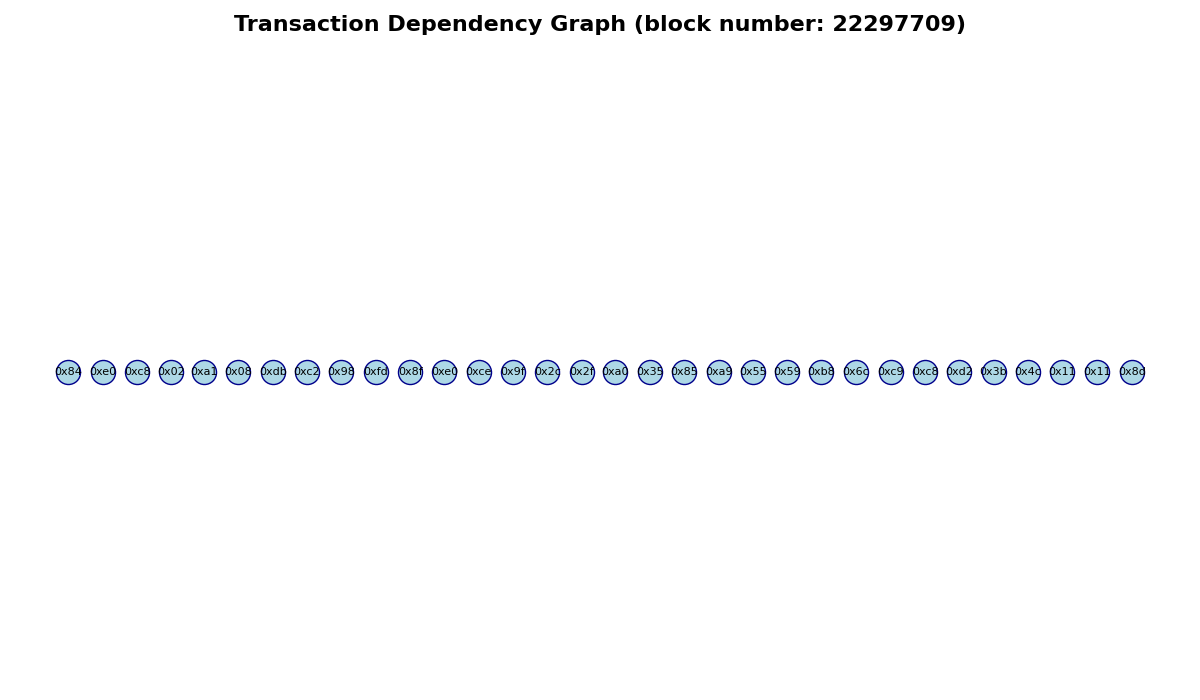 Transaction Dependency Graph (block number: 22297709)
0x84 0xe0 0xc8 0x02 0xa1 0x08 0xdb 0xc2 0x98 0xfd 0x8f 0xe0 0xce 0x9f 0x2c 0x2f 0xa0 0x35 0x85 0xa9 0x55 0x59 0xb8 0x6c 0xc9 0xc8 0xd2 0x3b 0x4c 0x11 0x11 0x8d